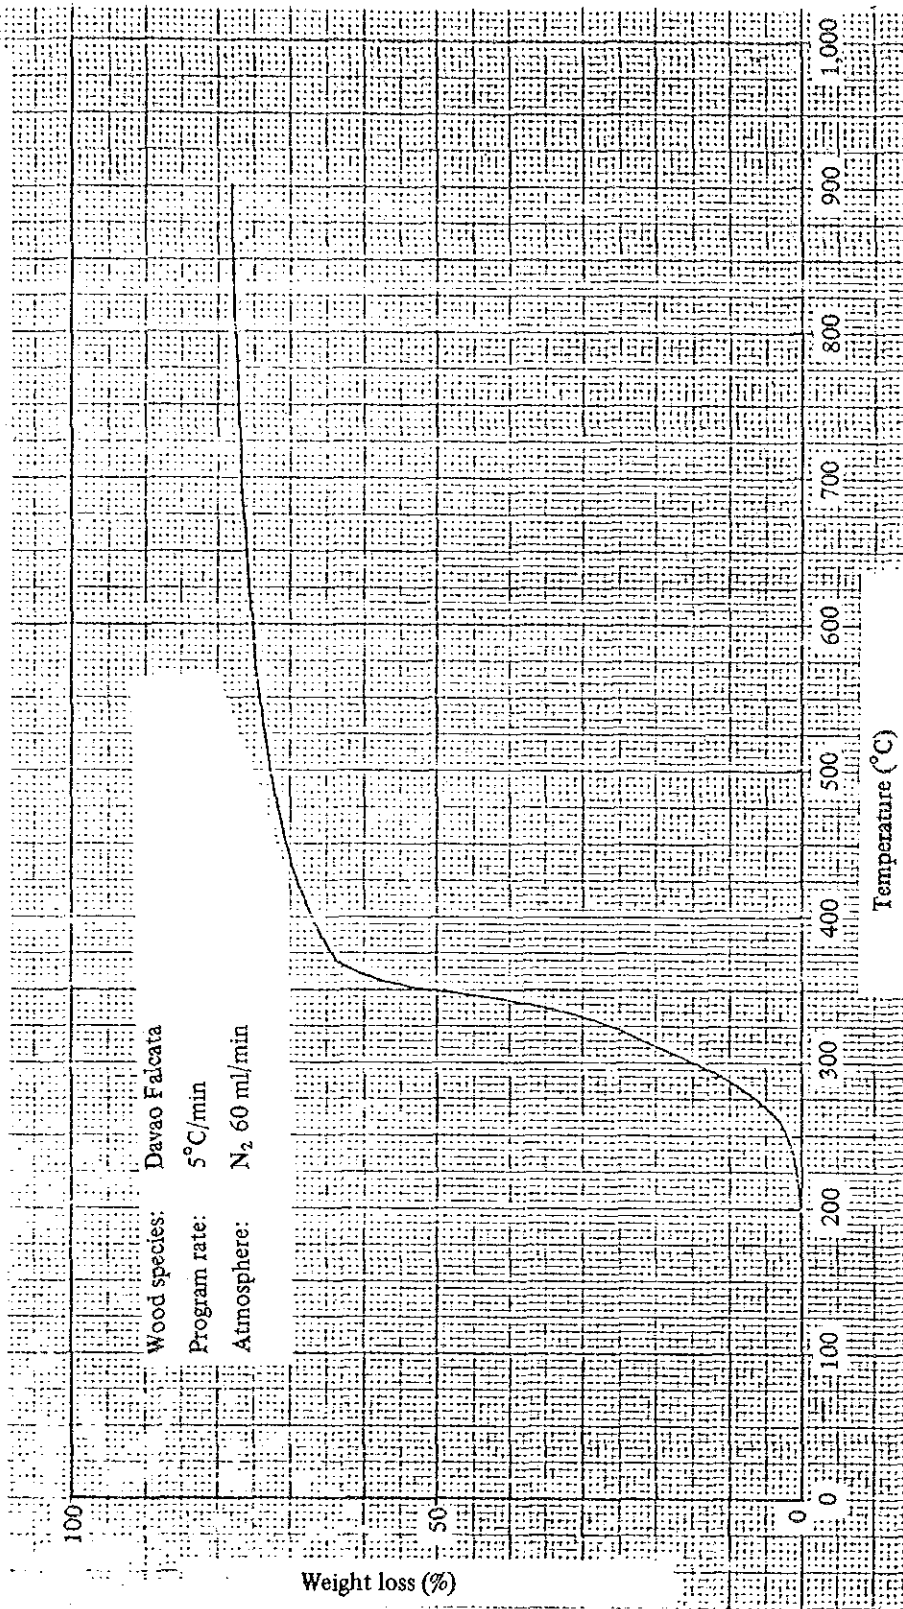 Wood species: Davao Falcata
Program rate: 5°C/min
Atmosphere: N₂ 60 ml/min
100
50
0
Weight loss (%)
0 100 200 300 400 500 600 700 800 900 1,000
Temperature (°C)